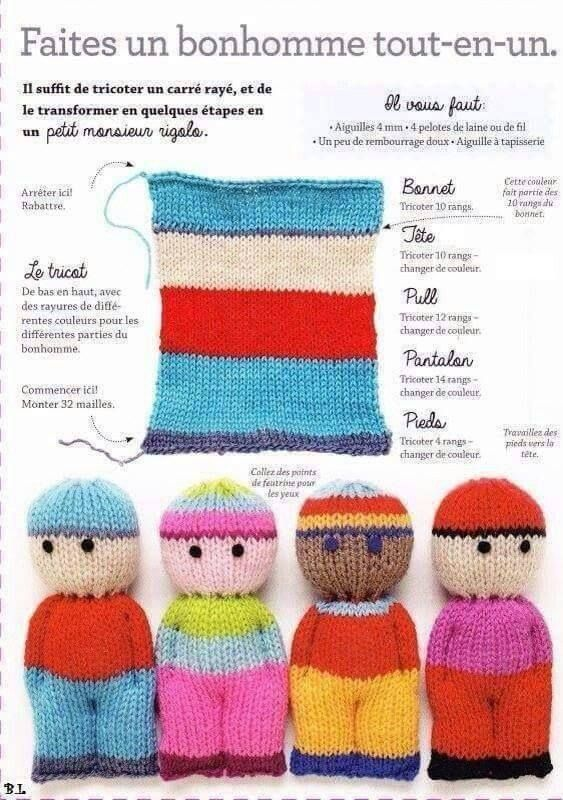 Faites un bonhomme tout-en-un.
Il suffit de tricoter un carré rayé, et de
le transformer en quelques étapes en
un petit monsieur rigolo.
Il vous faut:
• Aiguilles 4 mm • 4 pelotes de laine ou de fil
• Un peu de rembourrage doux • Aiguille à tapisserie
Arrêter ici!
Rabattre.
Bonnet
Tricoter 10 rangs.
Cette couleur
fait partie des
10 rangs du
bonnet.
Tête
Tricoter 10 rangs –
changer de couleur.
Le tricot
De bas en haut, avec
des rayures de diffé-
rentes couleurs pour les
différentes parties du
bonhomme.
Pull
Tricoter 12 rangs –
changer de couleur.
Pantalon
Tricoter 14 rangs –
changer de couleur.
Commencer ici!
Monter 32 mailles.
Pieds
Tricoter 4 rangs –
changer de couleur.
Travaillez des
pieds vers la
tête.
Collez des points
de feutrine pour
les yeux
B.L.